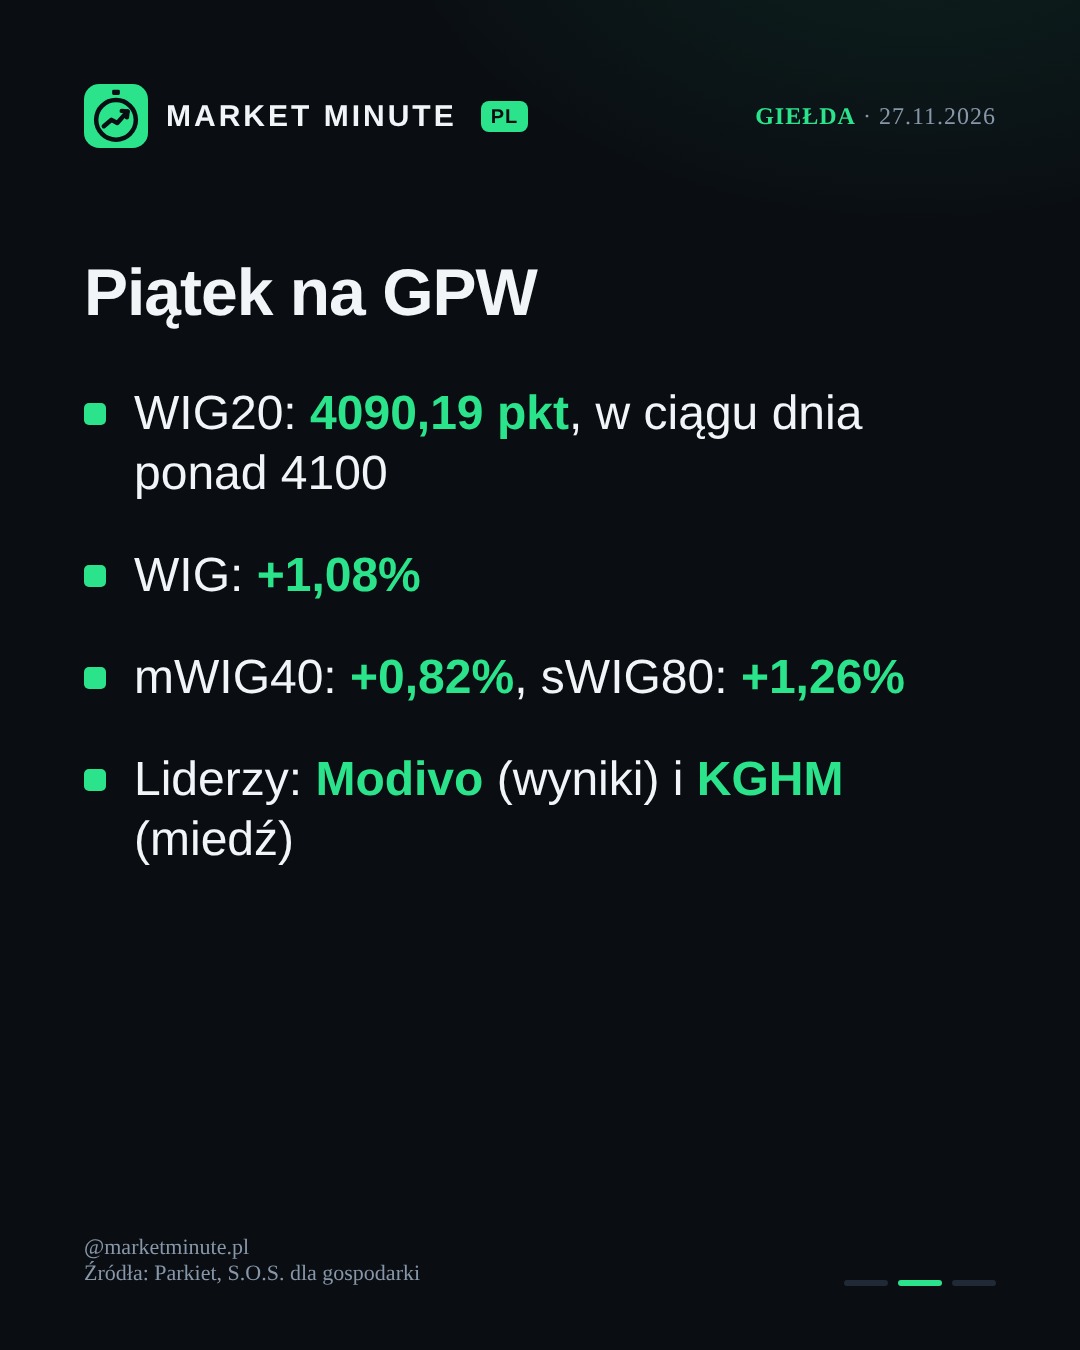 MARKET MINUTE PL
GIEŁDA · 27.11.2026
Piątek na GPW
WIG20: 4090,19 pkt, w ciągu dnia
ponad 4100
WIG: +1,08%
mWIG40: +0,82%, sWIG80: +1,26%
Liderzy: Modivo (wyniki) i KGHM
(miedź)
@marketminute.pl
Źródła: Parkiet, S.O.S. dla gospodarki